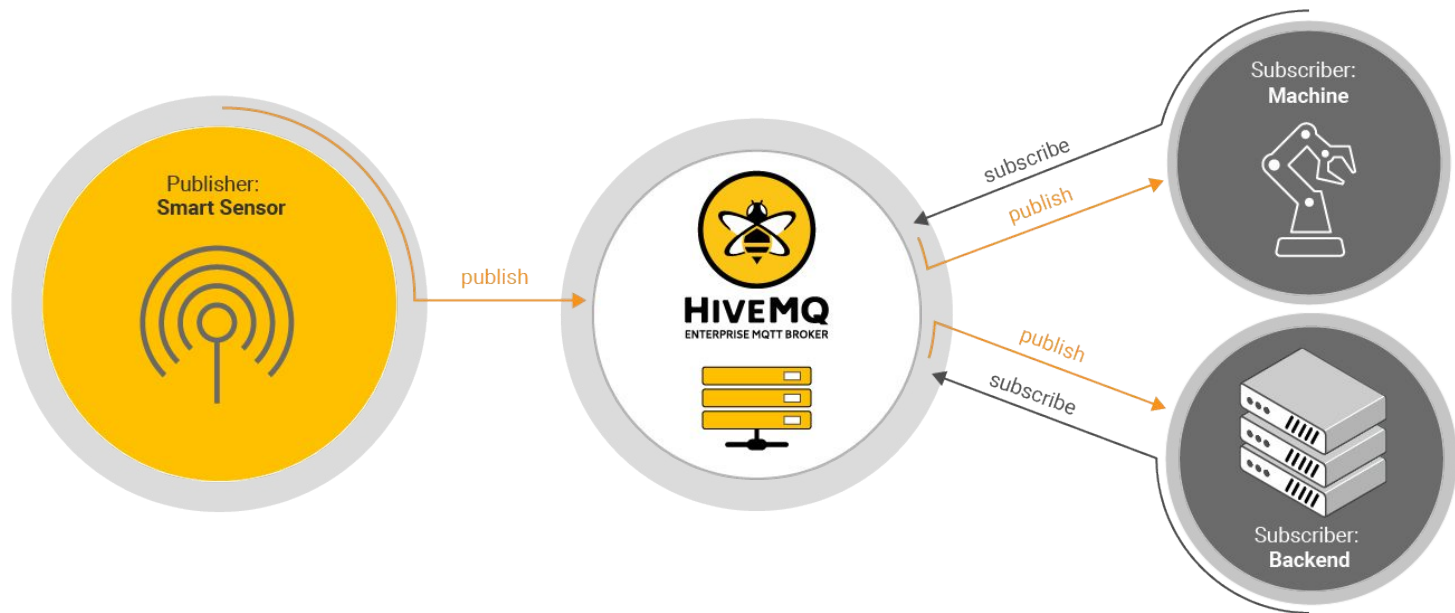 Publisher:
Smart Sensor
publish
HIVEMQ
ENTERPRISE MQTT BROKER
subscribe
publish
Subscriber:
Machine
publish
subscribe
Subscriber:
Backend